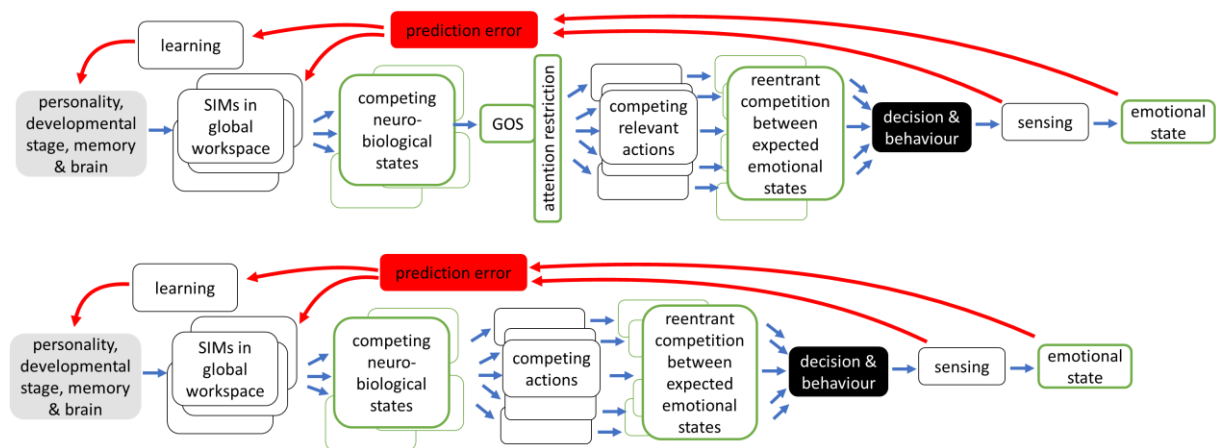 prediction error
learning
personality,
developmental
stage, memory
& brain
SIMs in
global
workspace
competing
neuro-
biological
states
GOS
attention restriction
competing
relevant
actions
reentrant
competition
between
expected
emotional
states
decision &
behaviour
sensing
emotional
state
prediction error
learning
personality,
developmental
stage, memory
& brain
SIMs in
global
workspace
competing
neuro-
biological
states
competing
actions
reentrant
competition
between
expected
emotional
states
decision &
behaviour
sensing
emotional
state